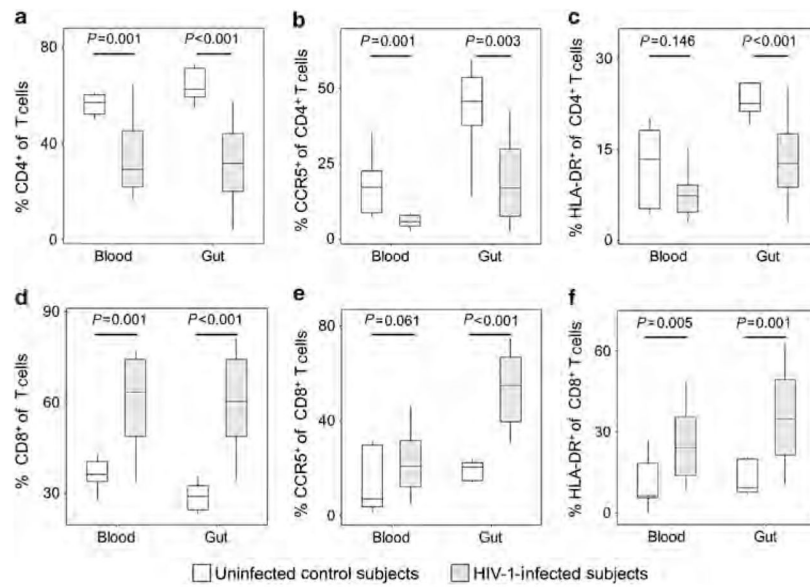 a
P=0.001 P<0.001
% CD4+ of T cells
80
40
0
Blood Gut
b
P=0.001 P=0.003
% CCR5+ of CD4+ T cells
50
25
0
Blood Gut
c
P=0.146 P<0.001
% HLA-DR+ of CD4+ T cells
30
15
0
Blood Gut
d
P=0.001 P<0.001
% CD8+ of T cells
90
60
30
Blood Gut
e
P=0.061 P<0.001
% CCR5+ of CD8+ T cells
80
40
0
Blood Gut
f
P=0.005 P=0.001
% HLA-DR+ of CD8+ T cells
60
30
0
Blood Gut
Uninfected control subjects HIV-1-infected subjects